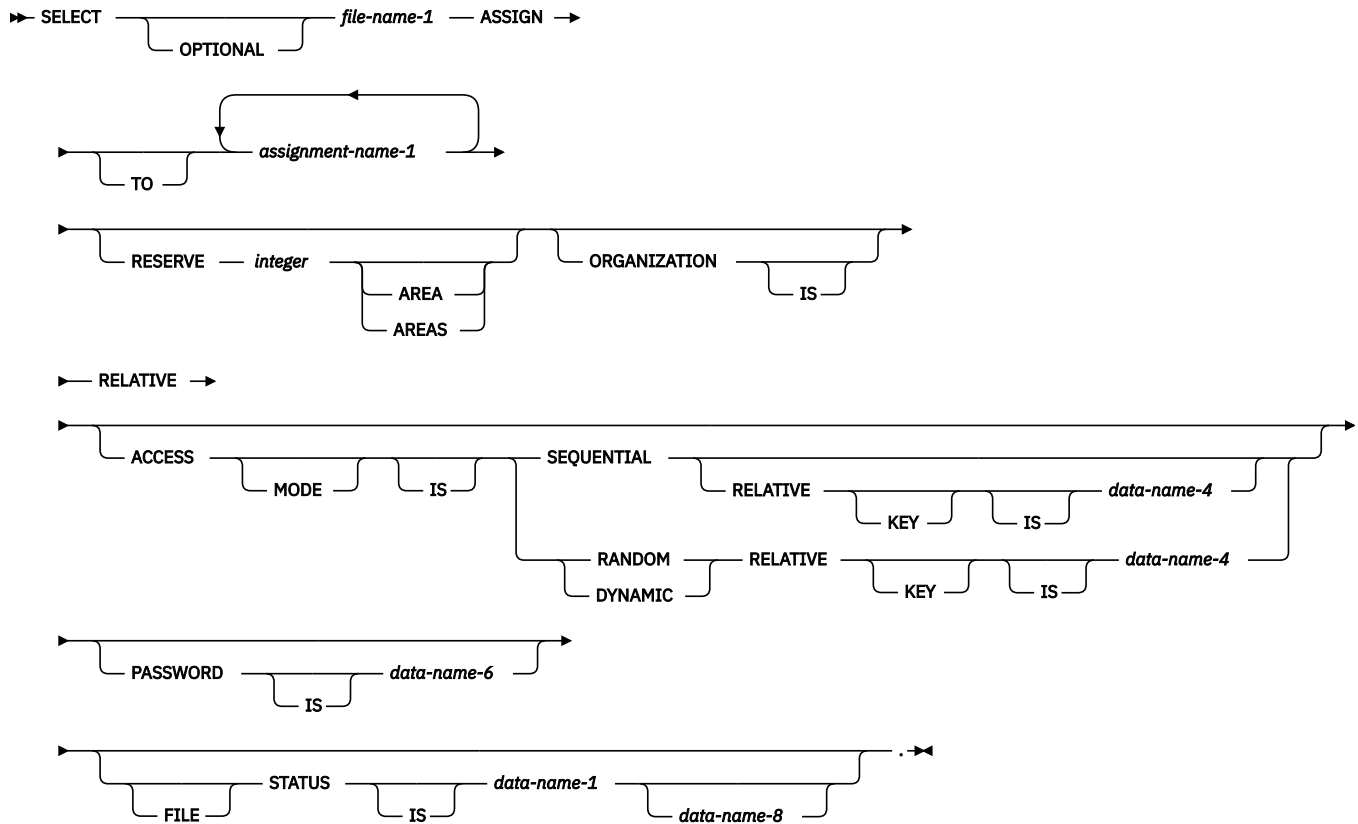 SELECT file-name-1 ASSIGN
OPTIONAL
assignment-name-1
TO
RESERVE integer ORGANIZATION
AREA IS
AREAS
RELATIVE
ACCESS SEQUENTIAL
MODE IS RELATIVE data-name-4
KEY IS
RANDOM RELATIVE data-name-4
DYNAMIC KEY IS
PASSWORD data-name-6
IS
.
STATUS data-name-1
FILE IS data-name-8